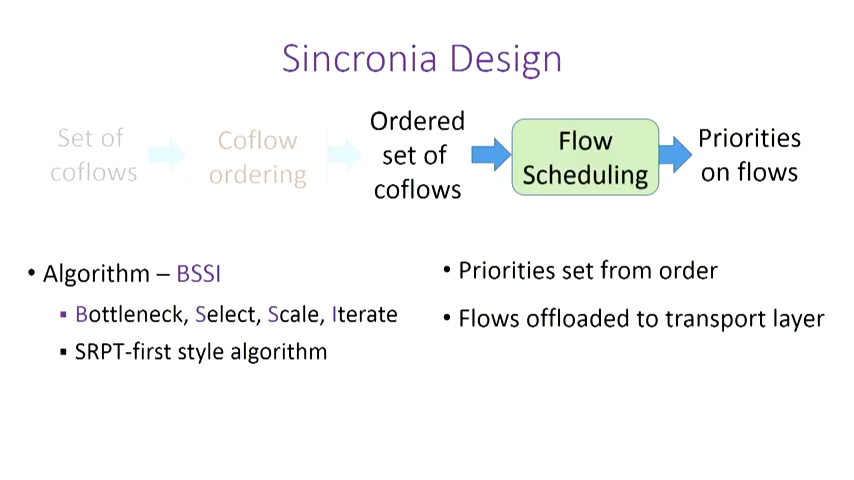 Sincronia Design
Set of
coflows
Coflow
ordering
Ordered
set of
coflows
Flow
Scheduling
Priorities
on flows
• Algorithm – BSSI
▪ Bottleneck, Select, Scale, Iterate
▪ SRPT-first style algorithm
• Priorities set from order
• Flows offloaded to transport layer